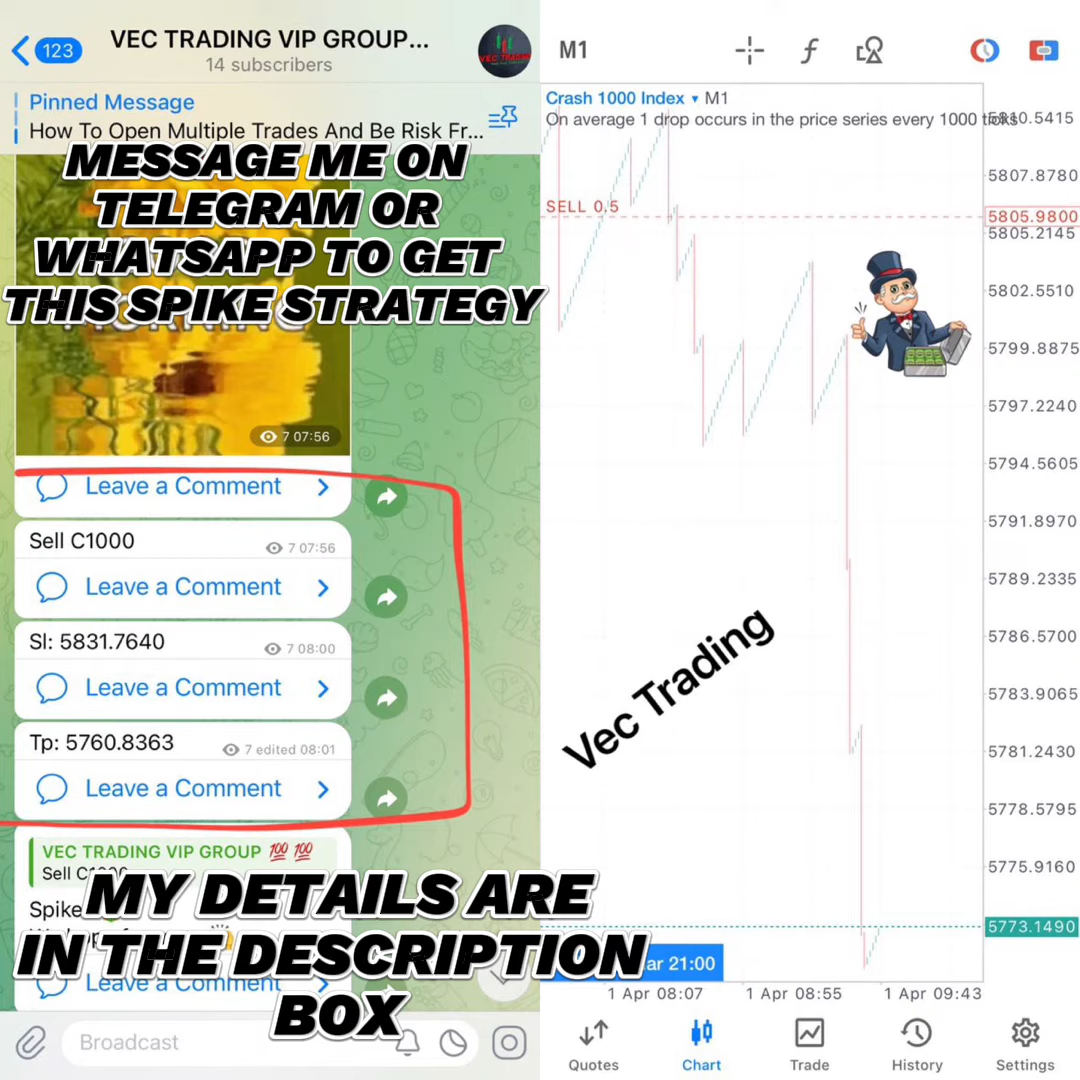 123
VEC TRADING VIP GROUP...
14 subscribers
Pinned Message
How To Open Multiple Trades And Be Risk Fr...
MESSAGE ME ON
TELEGRAM OR
WHATSAPP TO GET
THIS SPIKE STRATEGY
7 07:56
Leave a Comment
Sell C1000
7 07:56
Leave a Comment
Sl: 5831.7640
7 08:00
Leave a Comment
Tp: 5760.8363
7 edited 08:01
Leave a Comment
VEC TRADING VIP GROUP 💯 💯
Sell C1000
Spike
MY DETAILS ARE
IN THE DESCRIPTION
BOX
Leave a Comment
Broadcast
M1
Crash 1000 Index ▾ M1
On average 1 drop occurs in the price series every 1000 ticks
SELL 0.5
5810.5415
5807.8780
5805.9800
5805.2145
5802.5510
5799.8875
5797.2240
5794.5605
5791.8970
5789.2335
5786.5700
5783.9065
5781.2430
5778.5795
5775.9160
5773.1490
Vec Trading
ar 21:00
1 Apr 08:07
1 Apr 08:55
1 Apr 09:43
Quotes
Chart
Trade
History
Settings